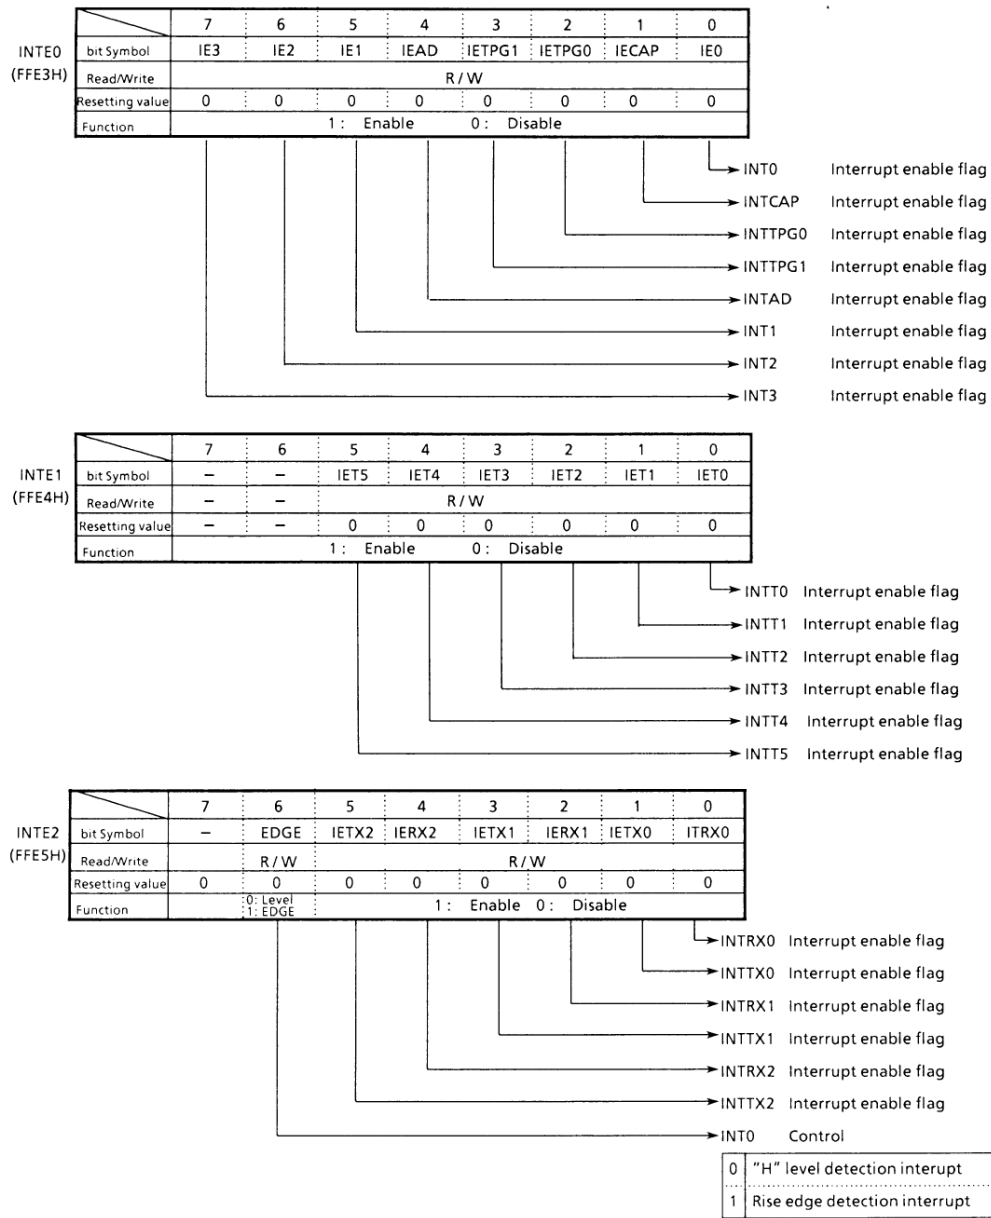 7 6 5 4 3 2 1 0
INTE0 bit Symbol IE3 IE2 IE1 IEAD IETPG1 IETPG0 IECAP IE0
(FFE3H) Read/Write R / W
Resetting value 0 0 0 0 0 0 0 0
Function 1 : Enable 0 : Disable
INT0 Interrupt enable flag
INTCAP Interrupt enable flag
INTTPG0 Interrupt enable flag
INTTPG1 Interrupt enable flag
INTAD Interrupt enable flag
INT1 Interrupt enable flag
INT2 Interrupt enable flag
INT3 Interrupt enable flag
7 6 5 4 3 2 1 0
INTE1 bit Symbol – – IET5 IET4 IET3 IET2 IET1 IET0
(FFE4H) Read/Write – – R / W
Resetting value – – 0 0 0 0 0 0
Function 1 : Enable 0 : Disable
INTT0 Interrupt enable flag
INTT1 Interrupt enable flag
INTT2 Interrupt enable flag
INTT3 Interrupt enable flag
INTT4 Interrupt enable flag
INTT5 Interrupt enable flag
7 6 5 4 3 2 1 0
INTE2 bit Symbol – EDGE IETX2 IERX2 IETX1 IERX1 IETX0 ITRX0
(FFE5H) Read/Write R / W R / W
Resetting value 0 0 0 0 0 0 0 0
Function 0: Level 1: EDGE 1 : Enable 0 : Disable
INTRX0 Interrupt enable flag
INTTX0 Interrupt enable flag
INTRX1 Interrupt enable flag
INTTX1 Interrupt enable flag
INTRX2 Interrupt enable flag
INTTX2 Interrupt enable flag
INT0 Control
0 "H" level detection interupt
1 Rise edge detection interrupt